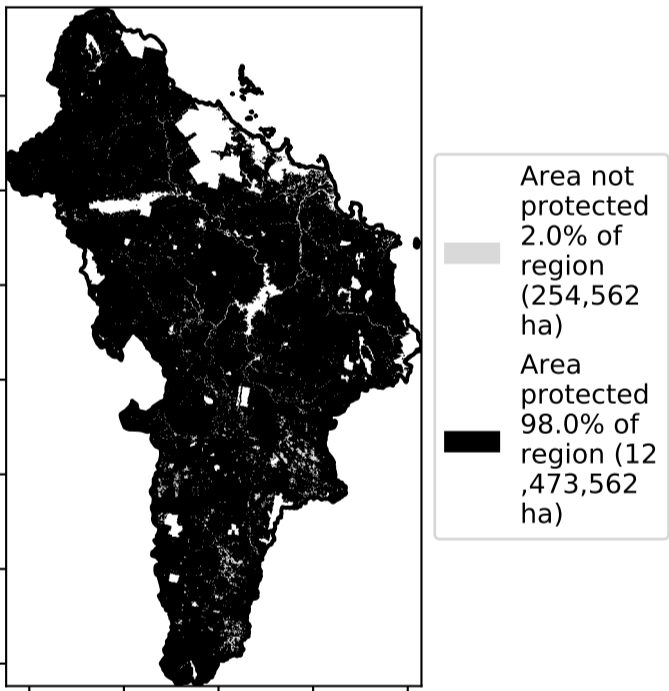 Area not
protected
2.0% of
region
(254,562
ha)
Area
protected
98.0% of
region (12
,473,562
ha)